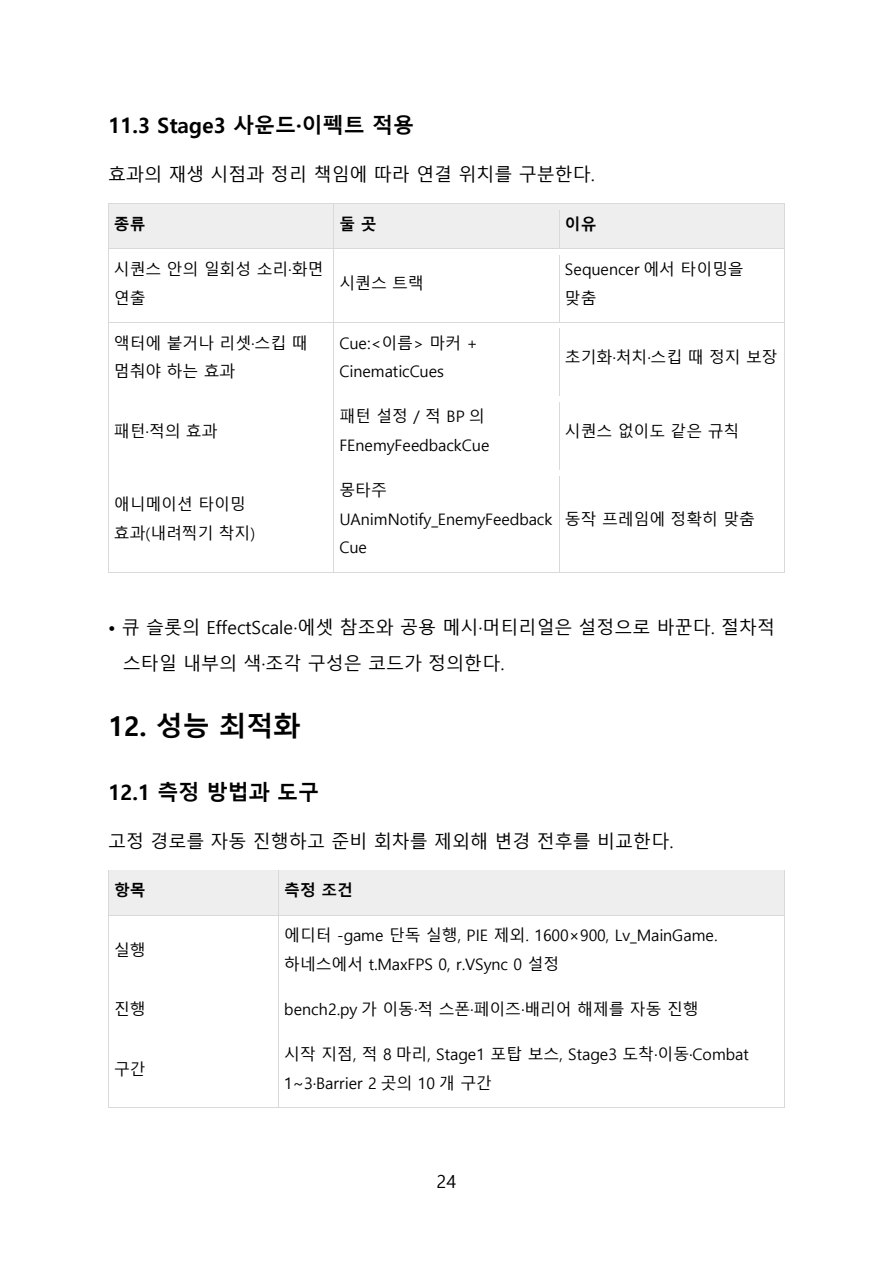 11.3 Stage3 사운드·이펙트 적용
효과의 재생 시점과 정리 책임에 따라 연결 위치를 구분한다.
종류 둘 곳 이유
시퀀스 안의 일회성 소리·화면
연출
시퀀스 트랙
Sequencer에서 타이밍을
맞춤
액터에 붙거나 리셋·스킵 때
멈춰야 하는 효과
Cue:<이름> 마커 +
CinematicCues
초기화·처치·스킵 때 정지 보장
패턴·적의 효과
패턴 설정 / 적 BP의
FEnemyFeedbackCue
시퀀스 없이도 같은 규칙
애니메이션 타이밍
효과(내려찍기 착지)
몽타주
UAnimNotify_EnemyFeedback
Cue
동작 프레임에 정확히 맞춤
• 큐 슬롯의 EffectScale·에셋 참조와 공용 메시·머티리얼은 설정으로 바꾼다. 절차적
스타일 내부의 색·조각 구성은 코드가 정의한다.
12. 성능 최적화
12.1 측정 방법과 도구
고정 경로를 자동 진행하고 준비 회차를 제외해 변경 전후를 비교한다.
항목 측정 조건
실행
에디터 -game 단독 실행, PIE 제외. 1600×900, Lv_MainGame.
하네스에서 t.MaxFPS 0, r.VSync 0 설정
진행 bench2.py가 이동·적 스폰·페이즈·배리어 해제를 자동 진행
구간
시작 지점, 적 8마리, Stage1 포탑 보스, Stage3 도착·이동·Combat
1~3·Barrier 2곳의 10개 구간
24